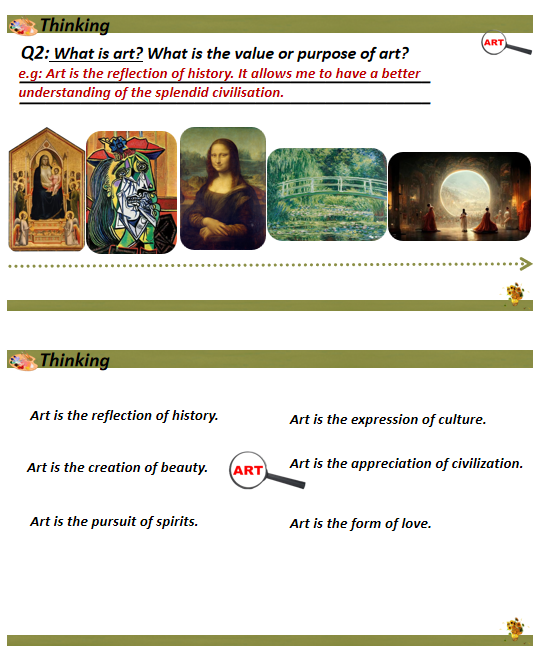 Thinking
Q2: What is art? What is the value or purpose of art?
ART
e.g: Art is the reflection of history. It allows me to have a better
understanding of the splendid civilisation.
Thinking
Art is the reflection of history.
Art is the expression of culture.
Art is the creation of beauty.
ART
Art is the appreciation of civilization.
Art is the pursuit of spirits.
Art is the form of love.